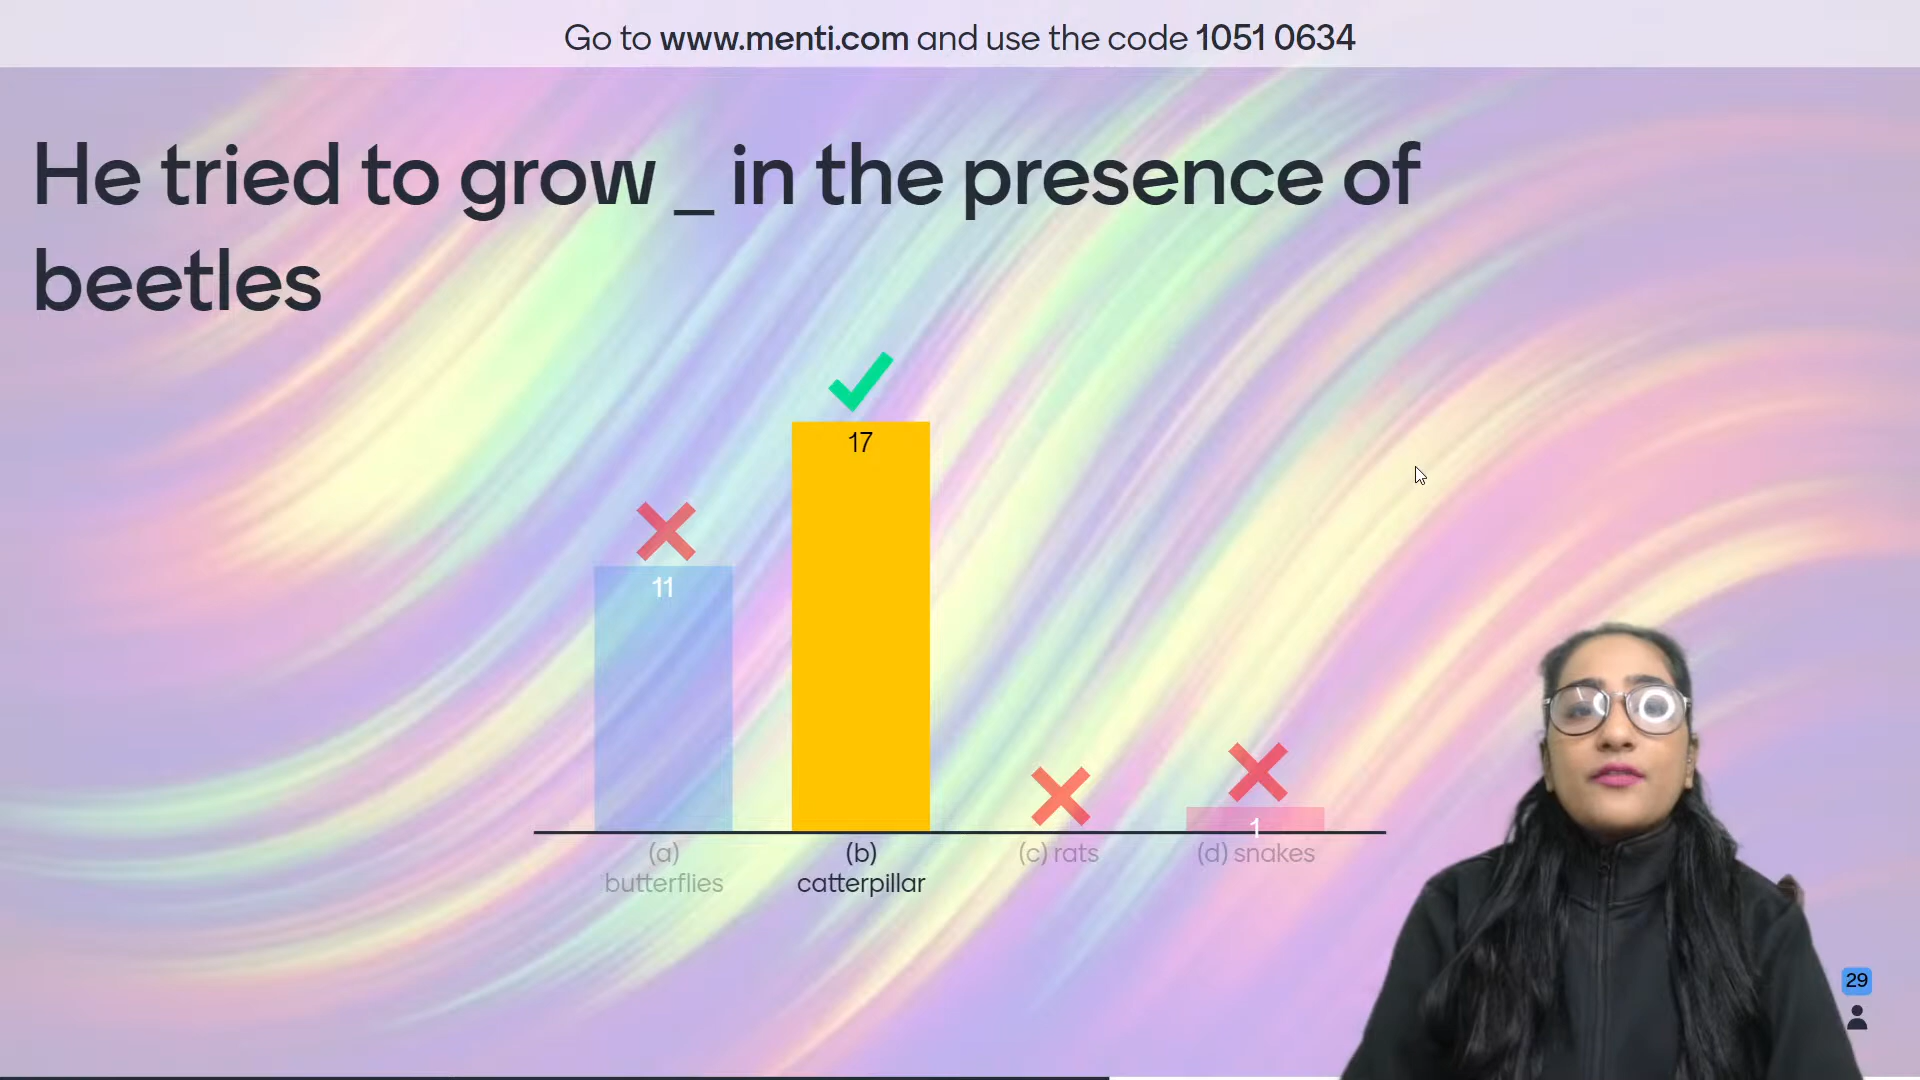 Go to www.menti.com and use the code 1051 0634
He tried to grow _ in the presence of
beetles
17
11
1
(a)
butterflies
(b)
catterpillar
(c) rats
(d) snakes
29